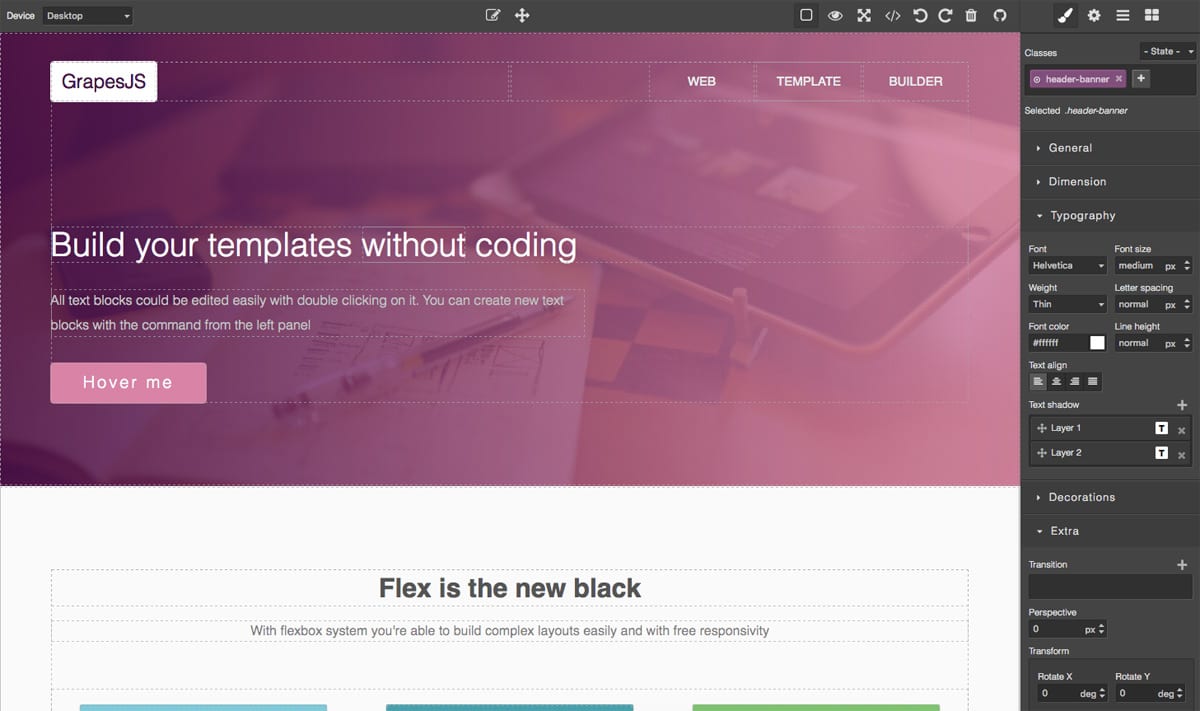 Device Desktop
GrapesJS
WEB TEMPLATE BUILDER
Build your templates without coding
All text blocks could be edited easily with double clicking on it. You can create new text
blocks with the command from the left panel
Hover me
Flex is the new black
With flexbox system you're able to build complex layouts easily and with free responsivity
Classes - State -
header-banner
Selected .header-banner
General
Dimension
Typography
Font Font size
Helvetica medium px
Weight Letter spacing
Thin normal px
Font color Line height
#ffffff normal px
Text align
Text shadow
Layer 1 T
Layer 2 T
Decorations
Extra
Transition
Perspective
0 px
Transform
Rotate X Rotate Y
0 deg 0 deg